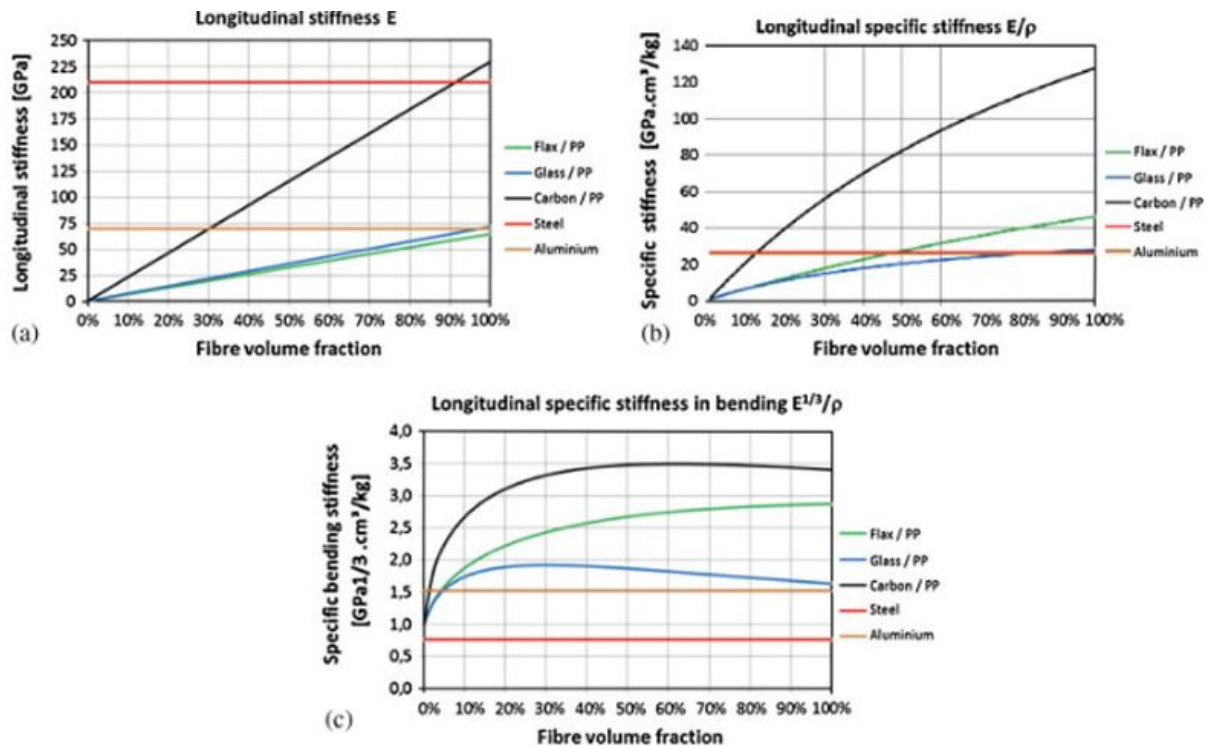 Longitudinal stiffness E
Longitudinal stiffness [GPa]
250
225
200
175
150
125
100
75
50
25
0
0% 10% 20% 30% 40% 50% 60% 70% 80% 90% 100%
Fibre volume fraction
Flax / PP
Glass / PP
Carbon / PP
Steel
Aluminium
(a)
Longitudinal specific stiffness E/ρ
Specific stiffness [GPa.cm³/kg]
140
120
100
80
60
40
20
0
0% 10% 30% 40% 50% 60% 70% 80% 90% 100%
Fibre volume fraction
Flax / PP
Glass / PP
Carbon / PP
Steel
Aluminium
(b)
Longitudinal specific stiffness in bending E¹/³/ρ
Specific bending stiffness
[GPa1/3 .cm³/kg]
4,0
3,5
3,0
2,5
2,0
1,5
1,0
0,5
0,0
0% 10% 20% 30% 40% 50% 60% 70% 80% 90% 100%
Fibre volume fraction
Flax / PP
Glass / PP
Carbon / PP
Steel
Aluminium
(c)